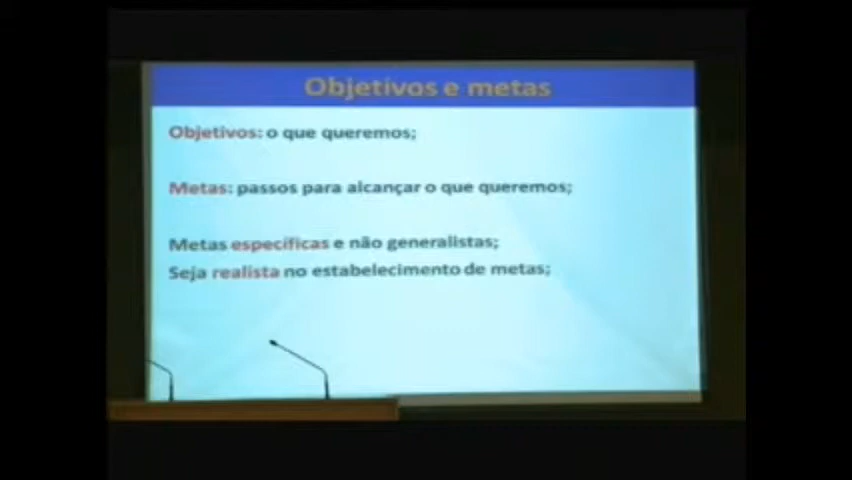 Objetivos e metas
Objetivos: o que queremos;
Metas: passos para alcançar o que queremos;
Metas específicas e não generalistas;
Seja realista no estabelecimento de metas;